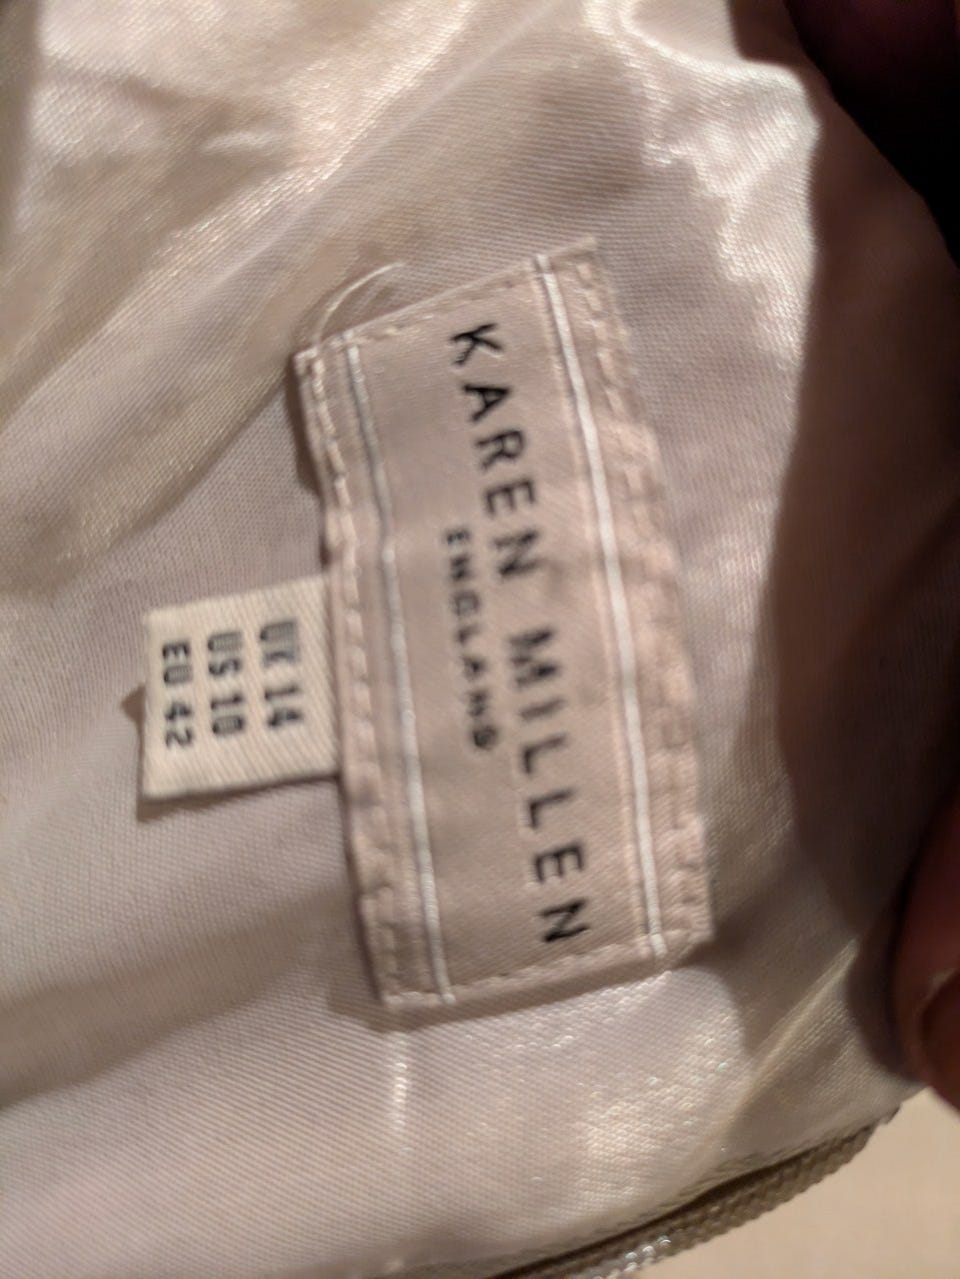 KAREN MILLEN
ENGLAND
UK 14
US 10
EU 42